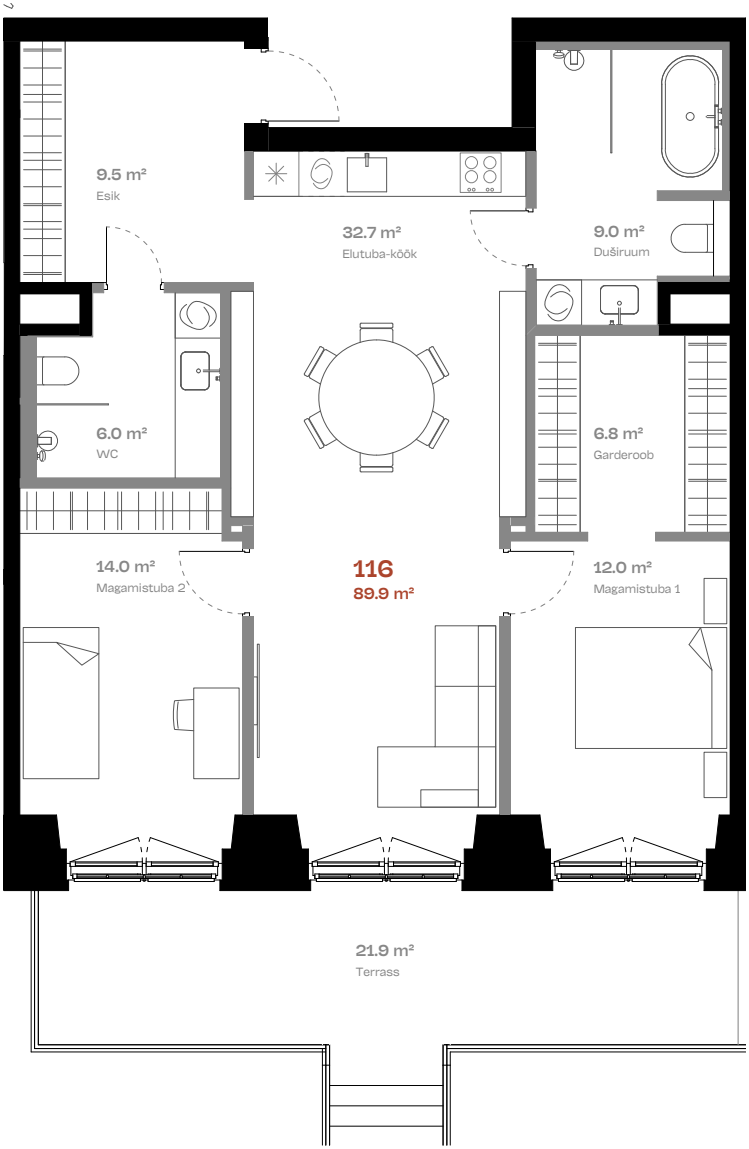 9.5 m²
Esik
32.7 m²
Elutuba-köök
9.0 m²
Duširuum
6.0 m²
WC
6.8 m²
Garderoob
14.0 m²
Magamistuba 2
116
89.9 m²
12.0 m²
Magamistuba 1
21.9 m²
Terrass